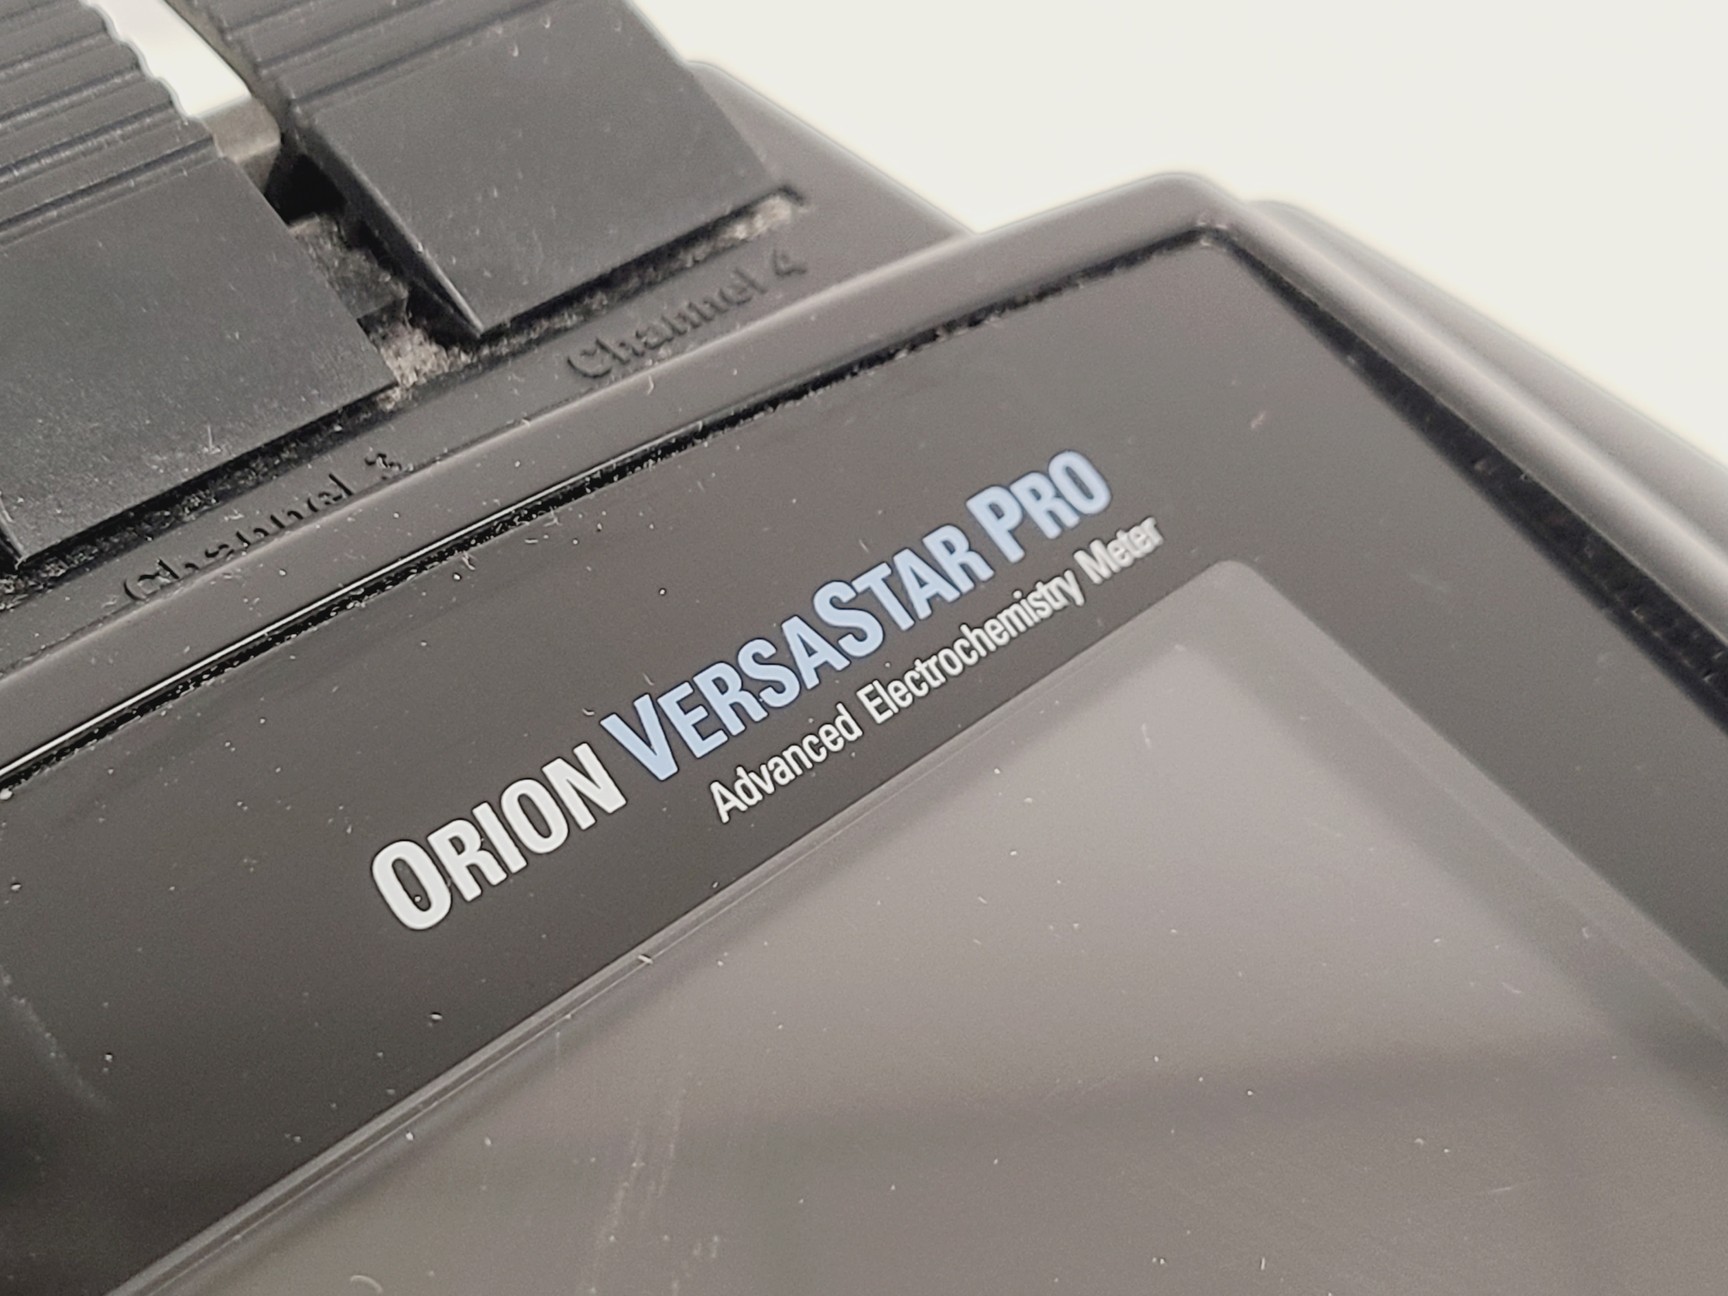 Channel 4
Channel 3
ORION VERSASTAR PRO
Advanced Electrochemistry Meter